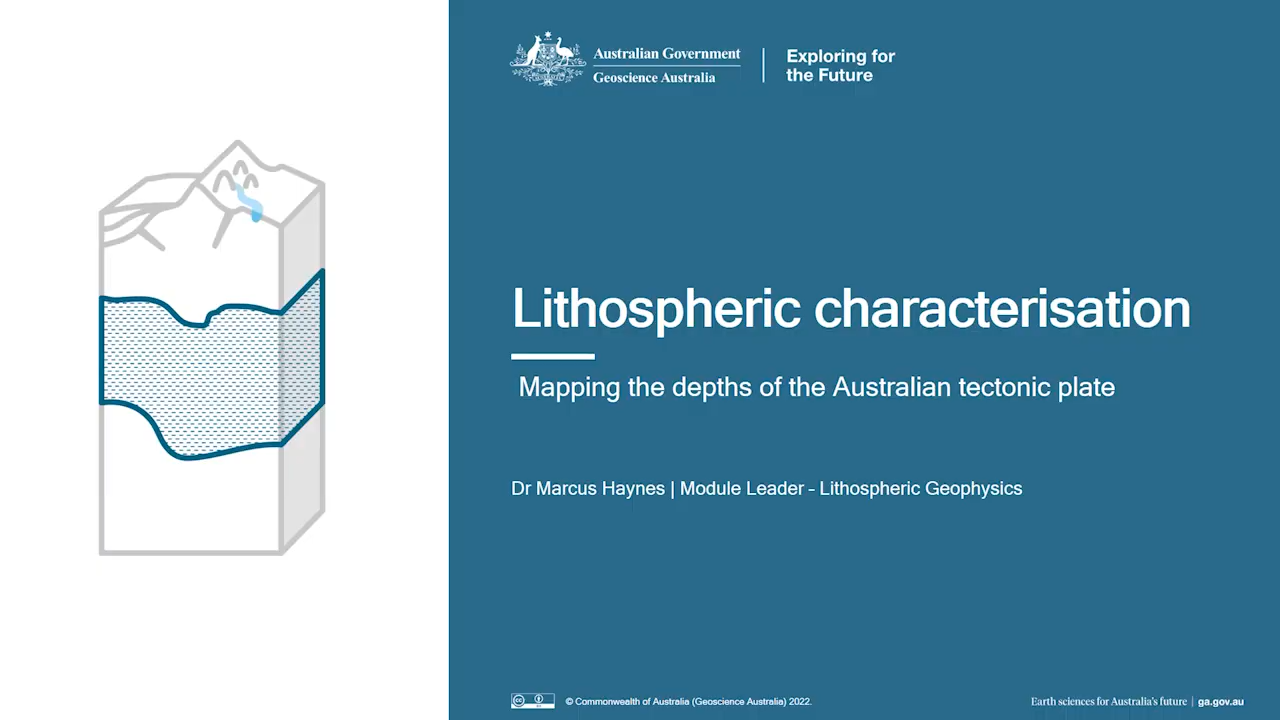 Australian Government
Geoscience Australia
Exploring for
the Future
Lithospheric characterisation
Mapping the depths of the Australian tectonic plate
Dr Marcus Haynes | Module Leader - Lithospheric Geophysics
© Commonwealth of Australia (Geoscience Australia) 2022.
Earth sciences for Australia's future | ga.gov.au